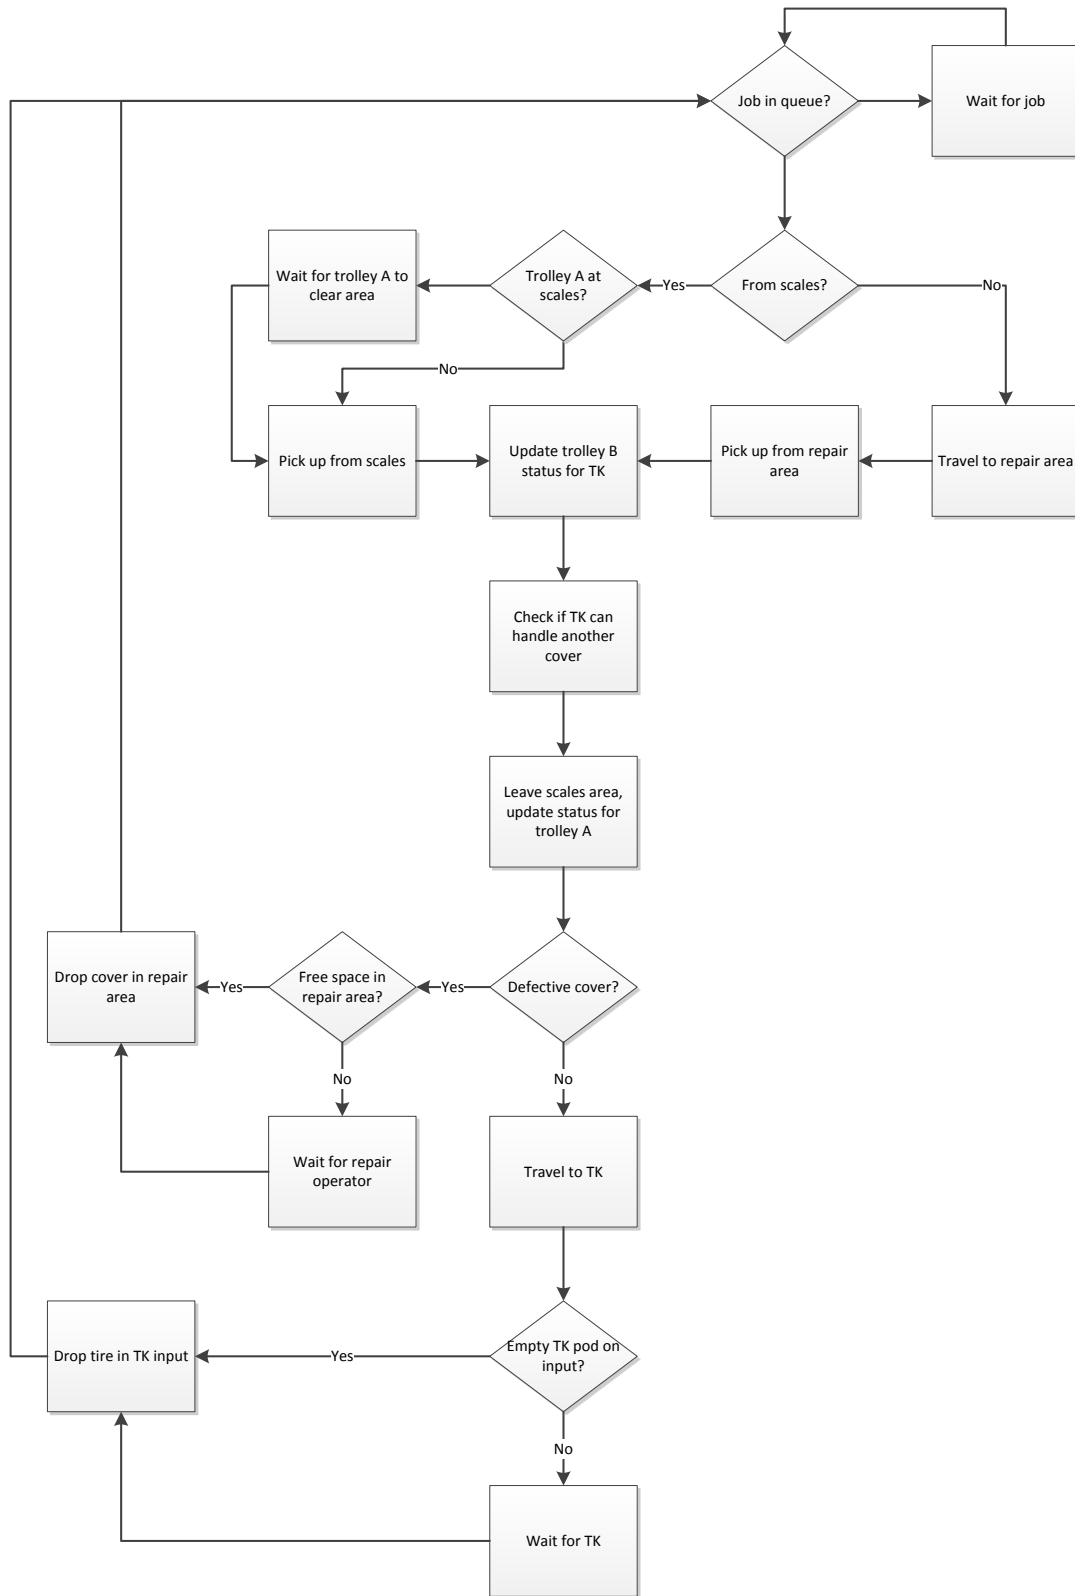 Job in queue?
Wait for job
Wait for trolley A to
clear area
Trolley A at
scales?
Yes
From scales?
No
No
Pick up from scales
Update trolley B
status for TK
Pick up from repair
area
Travel to repair area
Check if TK can
handle another
cover
Leave scales area,
update status for
trolley A
Drop cover in repair
area
Yes
Free space in
repair area?
Yes
Defective cover?
No
No
Wait for repair
operator
Travel to TK
Drop tire in TK input
Yes
Empty TK pod on
input?
No
Wait for TK